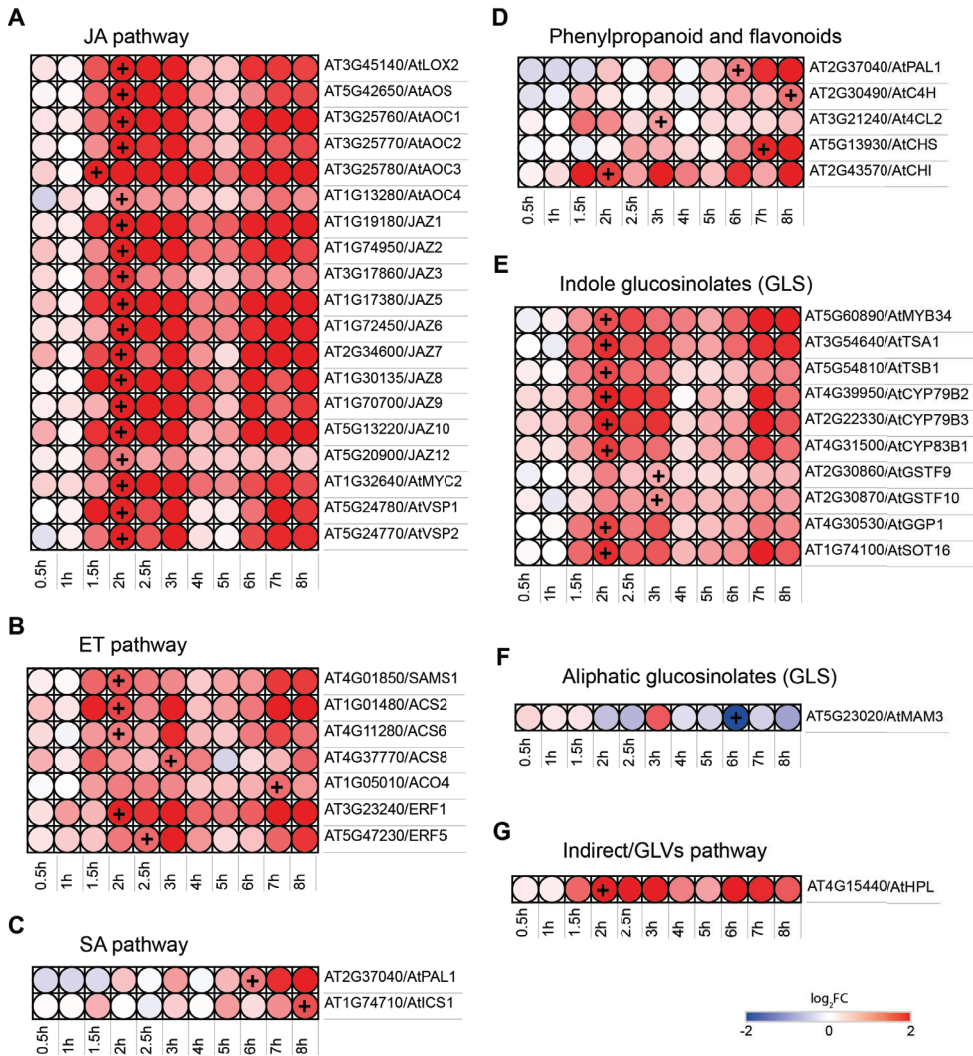 A
JA pathway
AT3G45140/AtLOX2
AT5G42650/AtAOS
AT3G25760/AtAOC1
AT3G25770/AtAOC2
AT3G25780/AtAOC3
AT1G13280/AtAOC4
AT1G19180/JAZ1
AT1G74950/JAZ2
AT3G17860/JAZ3
AT1G17380/JAZ5
AT1G72450/JAZ6
AT2G34600/JAZ7
AT1G30135/JAZ8
AT1G70700/JAZ9
AT5G13220/JAZ10
AT5G20900/JAZ12
AT1G32640/AtMYC2
AT5G24780/AtVSP1
AT5G24770/AtVSP2
0.5h 1h 1.5h 2h 2.5h 3h 4h 5h 6h 7h 8h
B
ET pathway
AT4G01850/SAMS1
AT1G01480/ACS2
AT4G11280/ACS6
AT4G37770/ACS8
AT1G05010/ACO4
AT3G23240/ERF1
AT5G47230/ERF5
0.5h 1h 1.5h 2h 2.5h 3h 4h 5h 6h 7h 8h
C
SA pathway
AT2G37040/AtPAL1
AT1G74710/AtICS1
0.5h 1h 1.5h 2h 2.5h 3h 4h 5h 6h 7h 8h
D
Phenylpropanoid and flavonoids
AT2G37040/AtPAL1
AT2G30490/AtC4H
AT3G21240/At4CL2
AT5G13930/AtCHS
AT2G43570/AtCHI
0.5h 1h 1.5h 2h 2.5h 3h 4h 5h 6h 7h 8h
E
Indole glucosinolates (GLS)
AT5G60890/AtMYB34
AT3G54640/AtTSA1
AT5G54810/AtTSB1
AT4G39950/AtCYP79B2
AT2G22330/AtCYP79B3
AT4G31500/AtCYP83B1
AT2G30860/AtGSTF9
AT2G30870/AtGSTF10
AT4G30530/AtGGP1
AT1G74100/AtSOT16
0.5h 1h 1.5h 2h 2.5h 3h 4h 5h 6h 7h 8h
F
Aliphatic glucosinolates (GLS)
AT5G23020/AtMAM3
0.5h 1h 1.5h 2h 2.5h 3h 4h 5h 6h 7h 8h
G
Indirect/GLVs pathway
AT4G15440/AtHPL
0.5h 1h 1.5h 2h 2.5h 3h 4h 5h 6h 7h 8h
log₂FC
-2 0 2